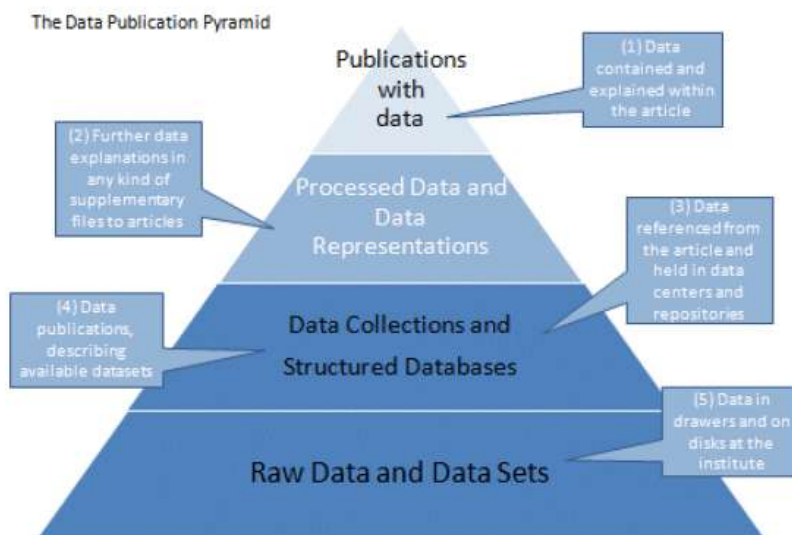 The Data Publication Pyramid
Publications
with
data
(1) Data
contained and
explained within
the article
(2) Further data
explanations in
any kind of
supplementary
files to articles
Processed Data and
Data
Representations
(3) Data
referenced from
the article and
held in data
centers and
repositories
(4) Data
publications,
describing
available datasets
Data Collections and
Structured Databases
(5) Data in
drawers and on
disks at the
institute
Raw Data and Data Sets